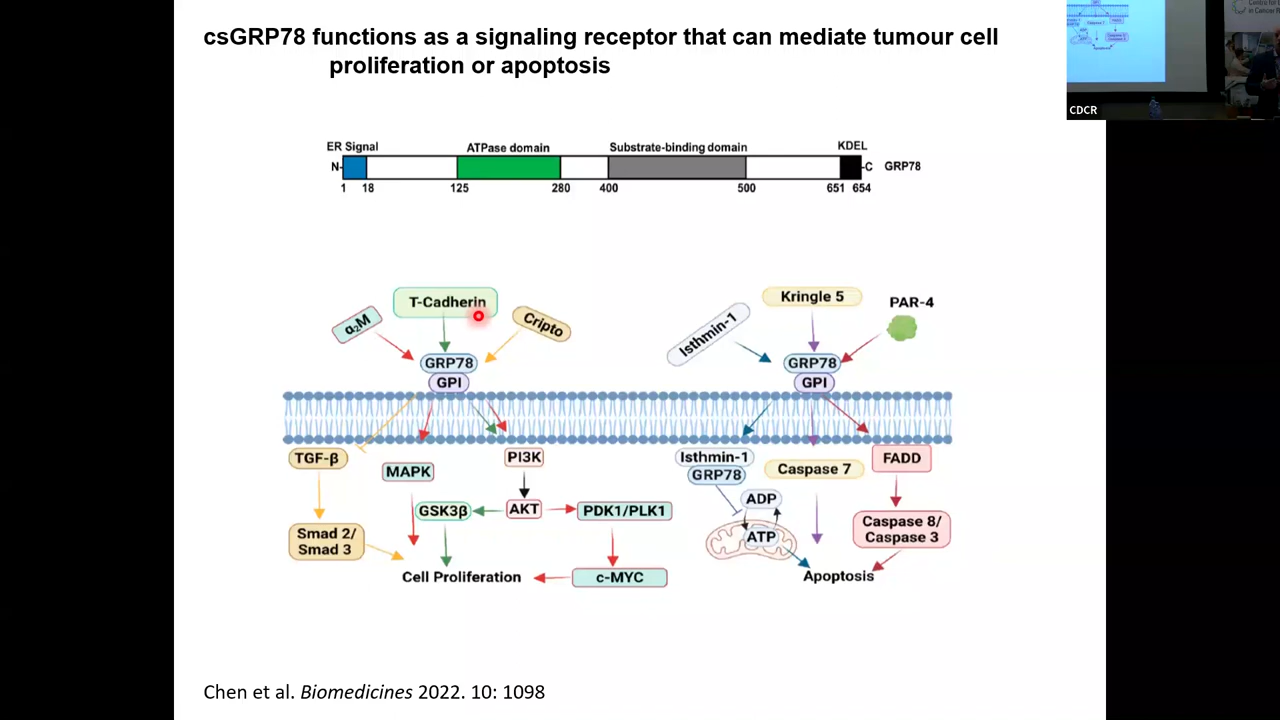 csGRP78 functions as a signaling receptor that can mediate tumour cell
proliferation or apoptosis
ER Signal ATPase domain Substrate-binding domain KDEL
N- -C GRP78
1 18 125 280 400 500 651 654
T-Cadherin
α₂M
Cripto
GRP78
GPI
Kringle 5
PAR-4
Isthmin-1
GRP78
GPI
TGF-β
MAPK
PI3K
GSK3β
AKT
PDK1/PLK1
Smad 2/
Smad 3
Cell Proliferation
c-MYC
Isthmin-1
GRP78
Caspase 7
FADD
ADP
ATP
Caspase 8/
Caspase 3
Apoptosis
Chen et al. Biomedicines 2022. 10: 1098
CDCR